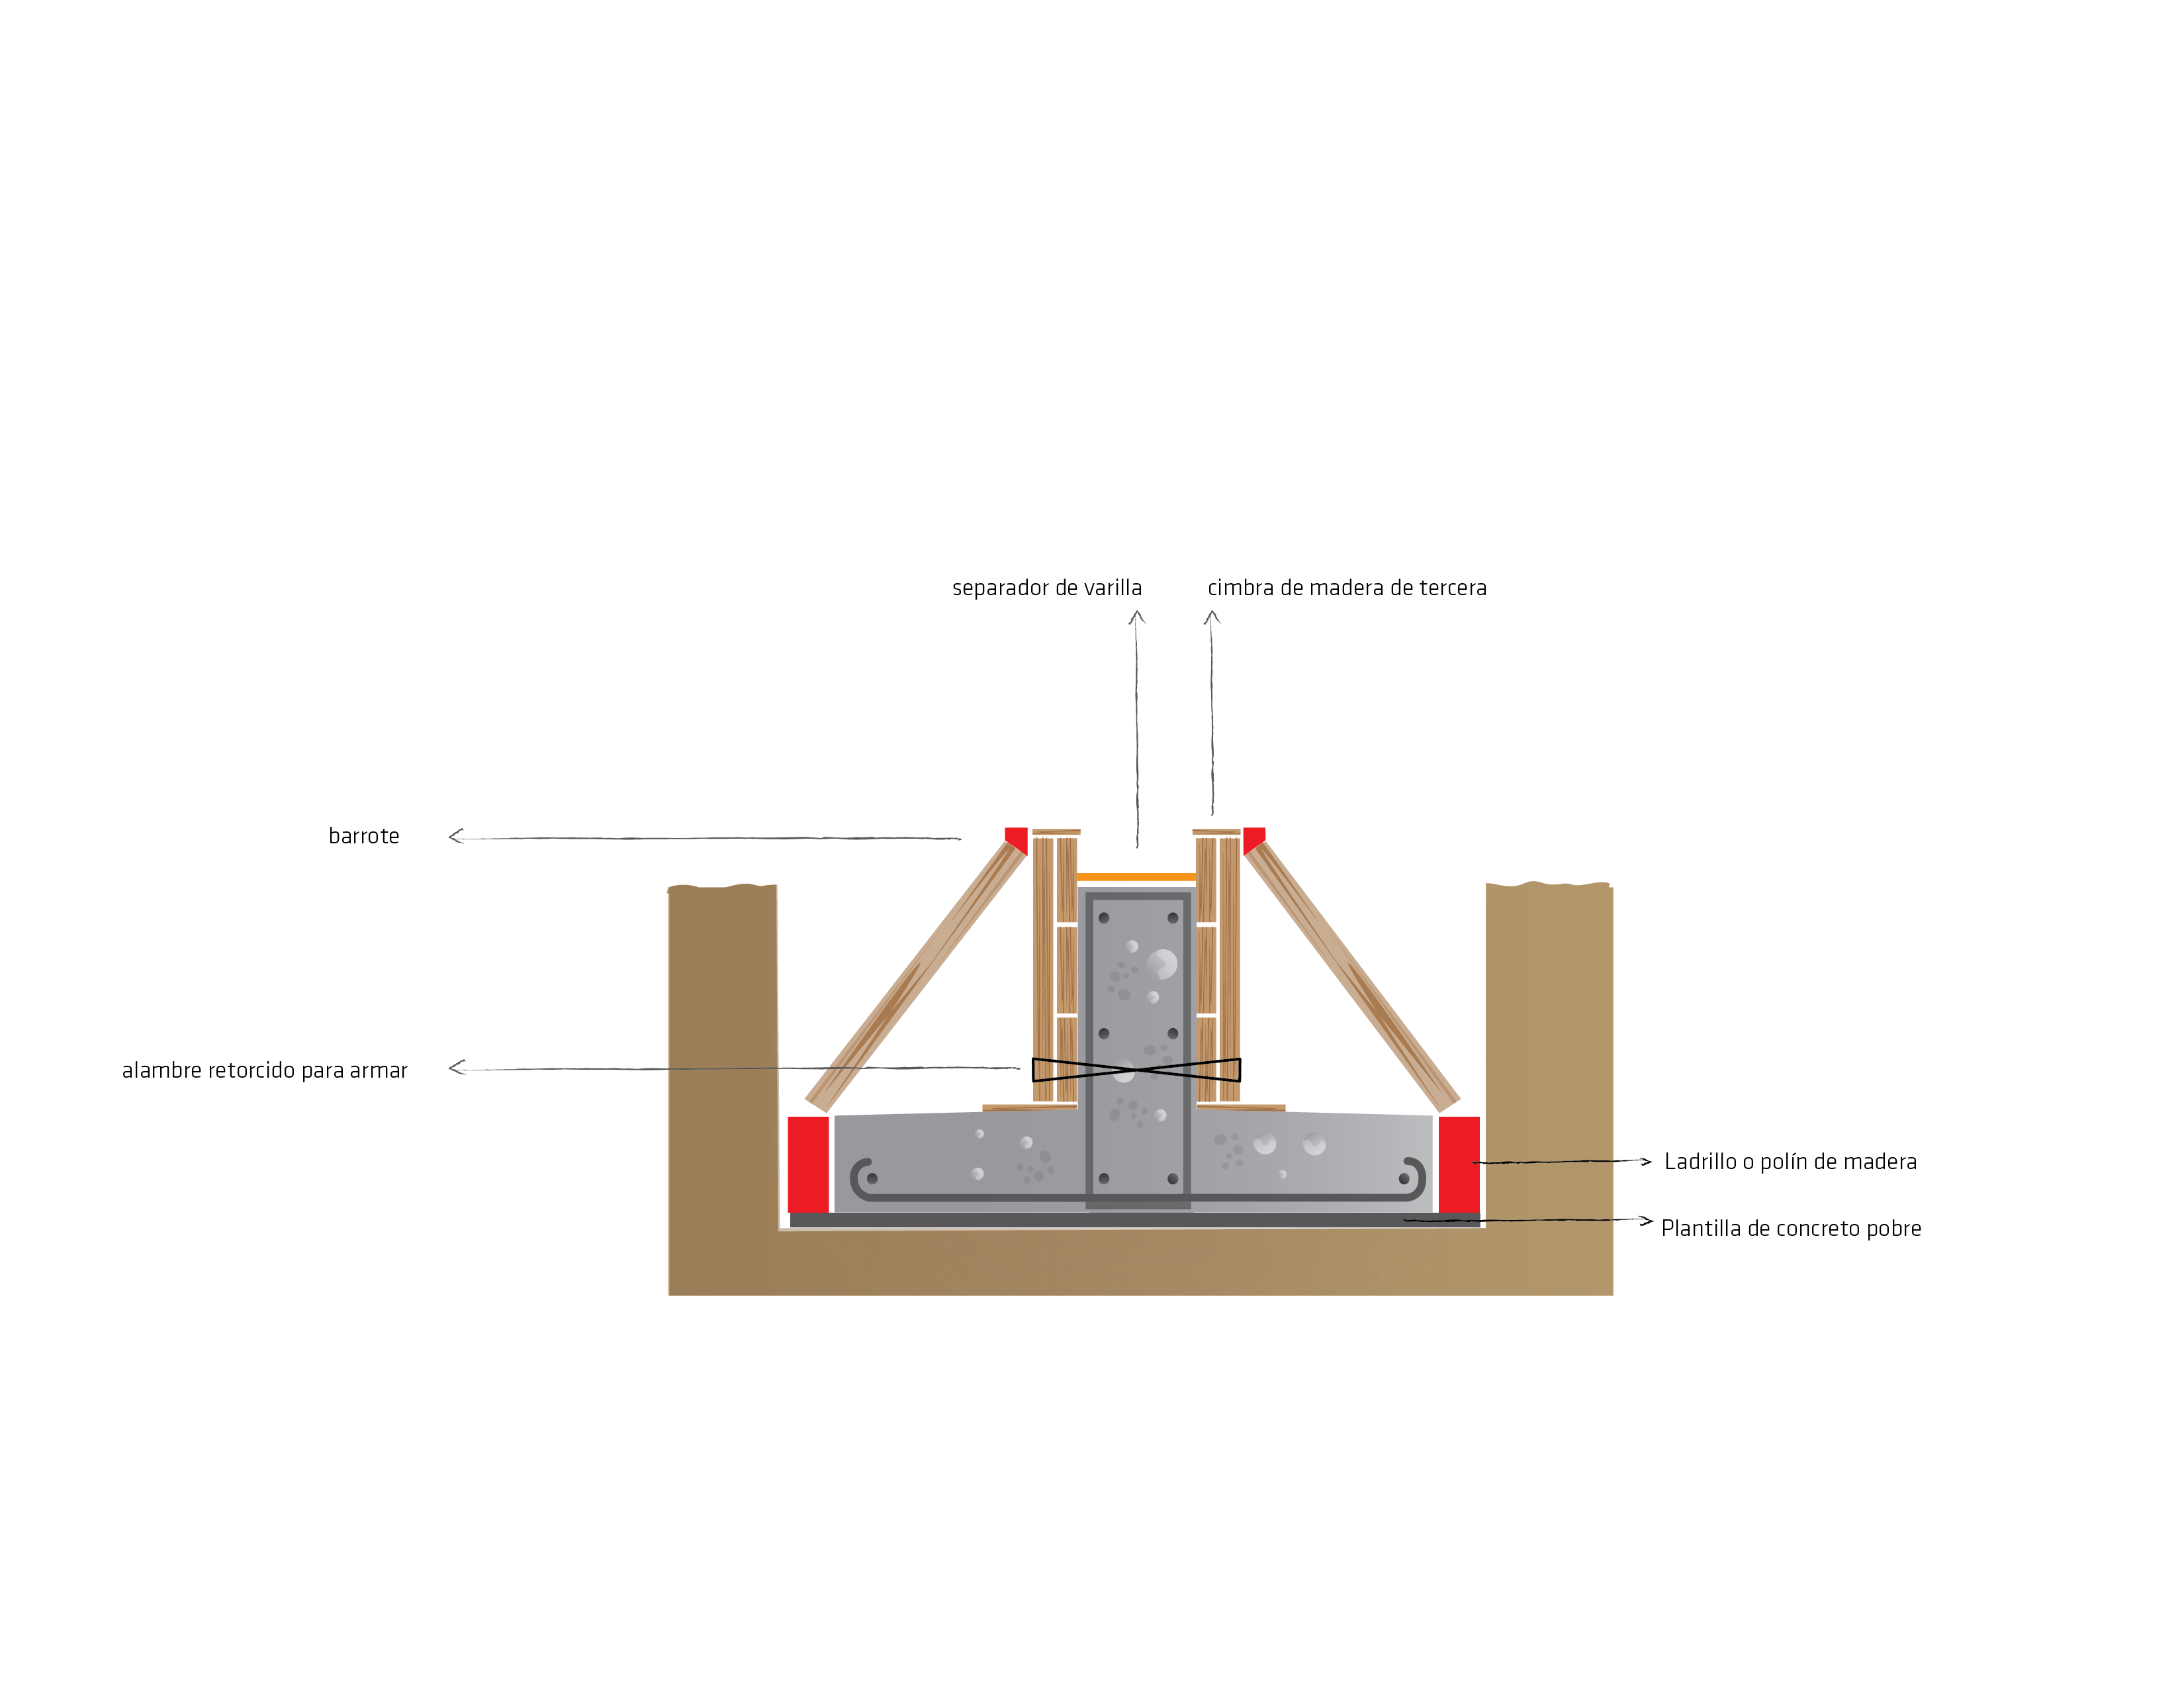 separador de varilla
cimbra de madera de tercera
barrote
alambre retorcido para armar
Ladrillo o polín de madera
Plantilla de concreto pobre